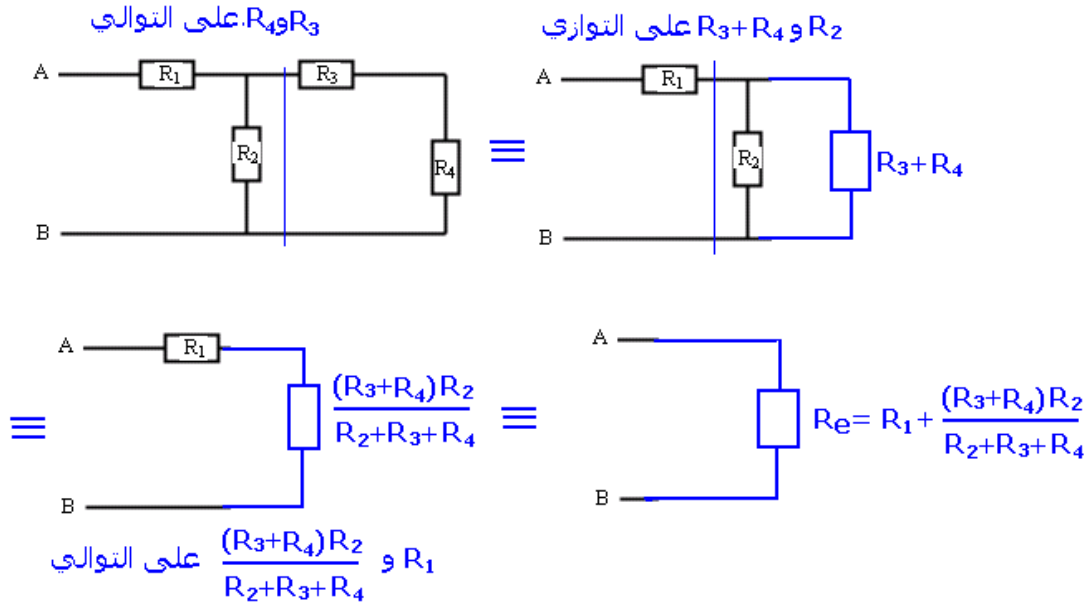 R₃ وR₄.على التوالي
R₂ و R₃+R₄ على التوازي
A
R₁
R₃
R₂
R₄
B
≡
A
R₁
R₂
R₃+R₄
B
≡
A
R₁
(R₃+R₄)R₂
R₂+R₃+R₄
B
≡
A
Re= R₁+ (R₃+R₄)R₂
R₂+R₃+R₄
B
R₁ و (R₃+R₄)R₂ على التوالي
R₂+R₃+R₄